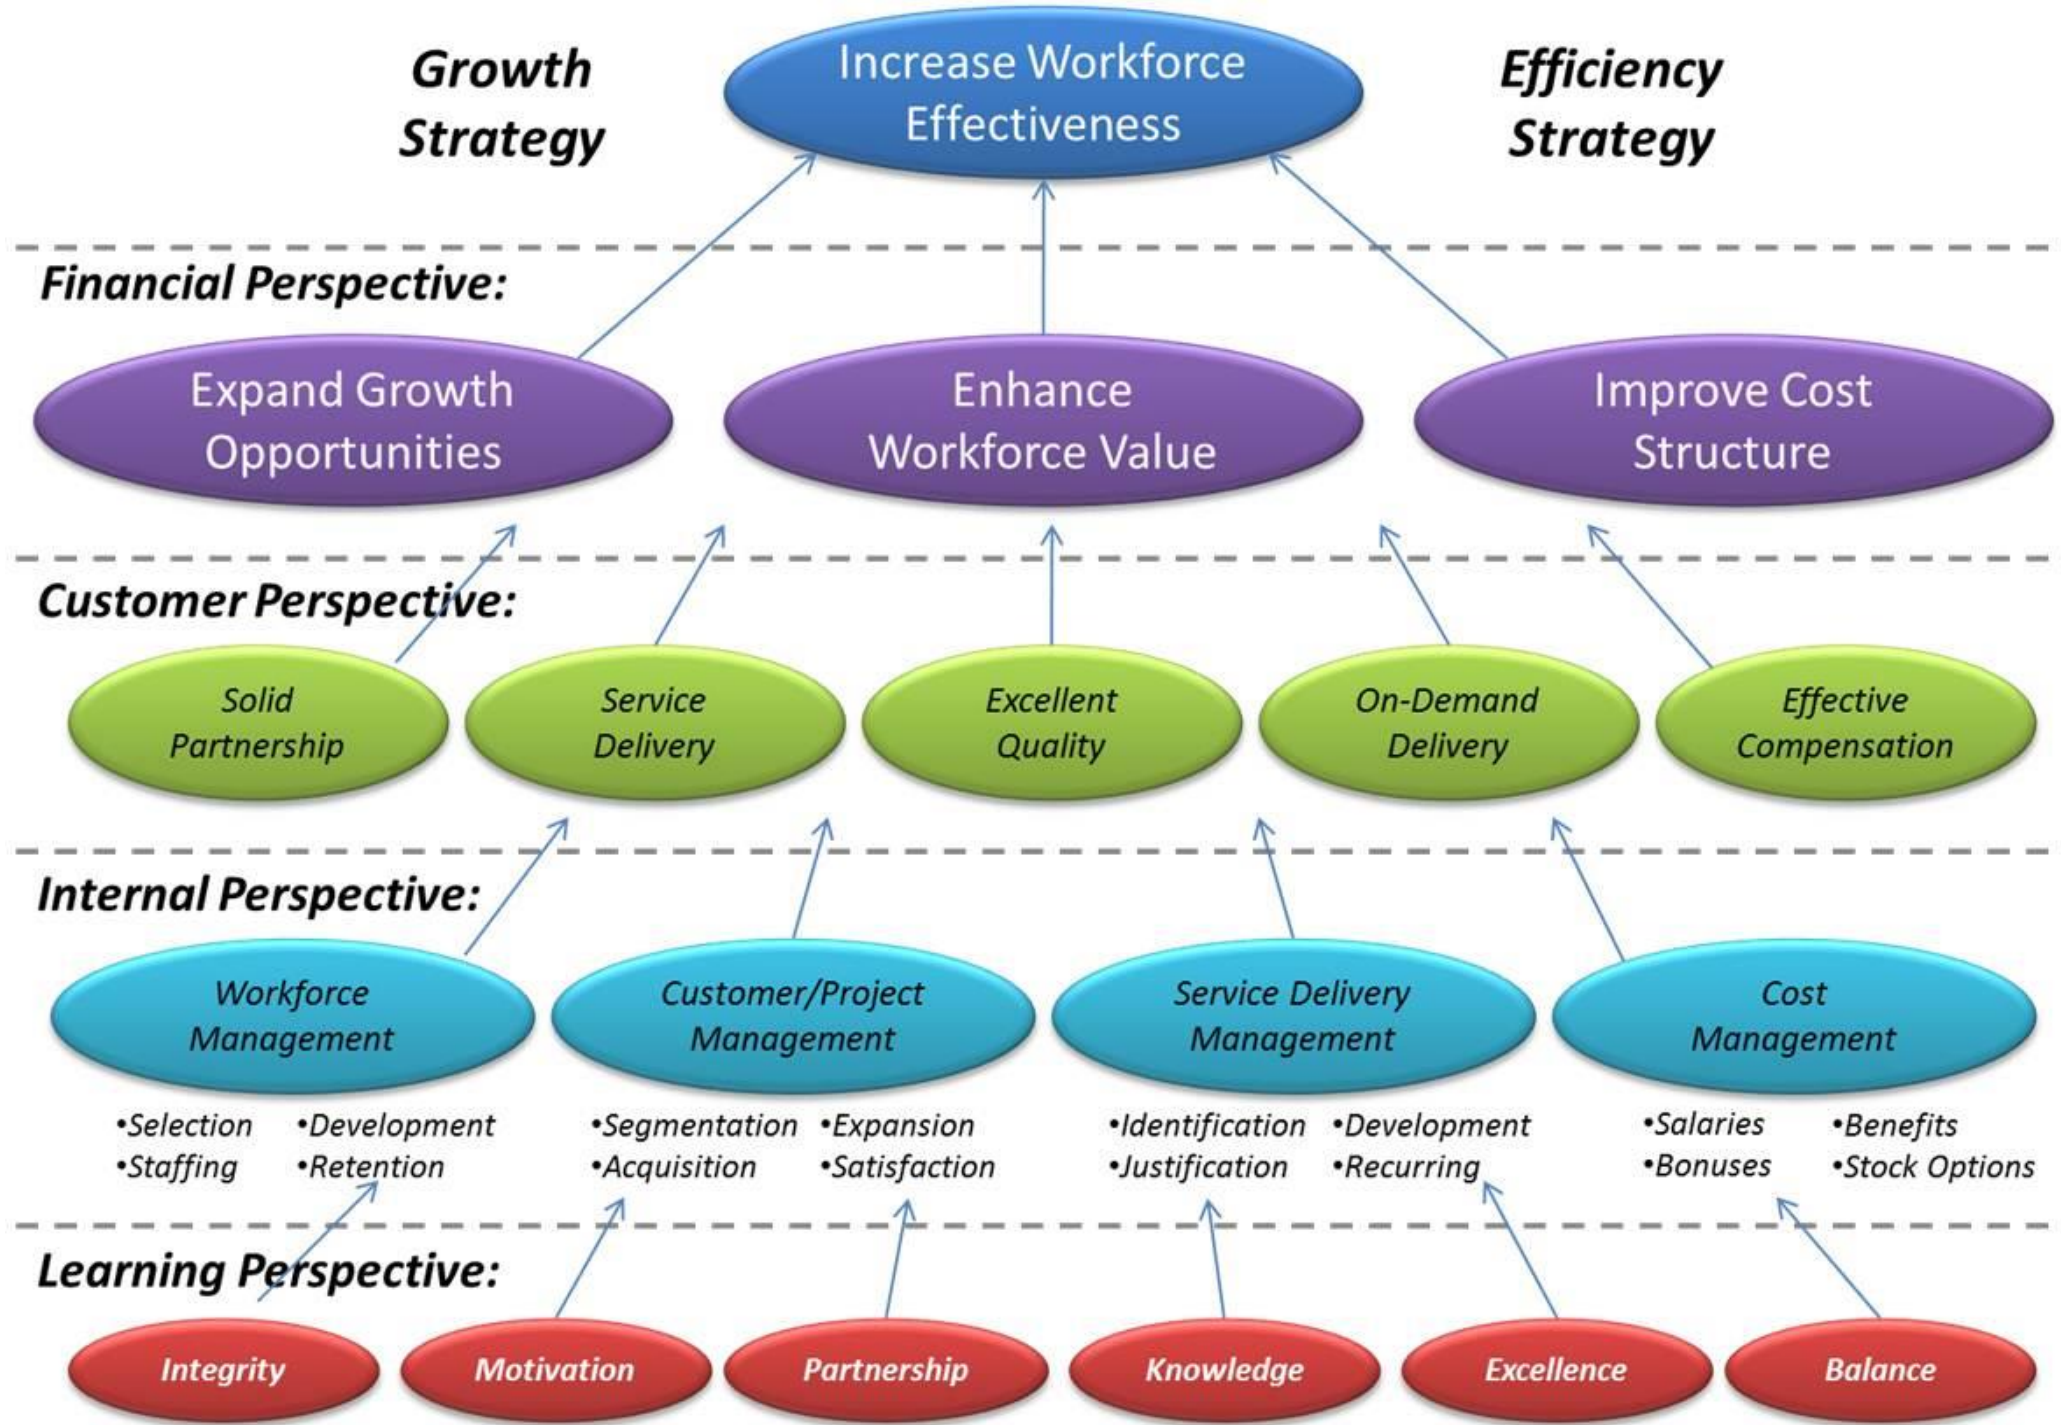 Growth
Strategy
Increase Workforce
Effectiveness
Efficiency
Strategy
Financial Perspective:
Expand Growth
Opportunities
Enhance
Workforce Value
Improve Cost
Structure
Customer Perspective:
Solid
Partnership
Service
Delivery
Excellent
Quality
On-Demand
Delivery
Effective
Compensation
Internal Perspective:
Workforce
Management
Customer/Project
Management
Service Delivery
Management
Cost
Management
•Selection
•Staffing
•Development
•Retention
•Segmentation
•Acquisition
•Expansion
•Satisfaction
•Identification
•Justification
•Development
•Recurring
•Salaries
•Bonuses
•Benefits
•Stock Options
Learning Perspective:
Integrity
Motivation
Partnership
Knowledge
Excellence
Balance